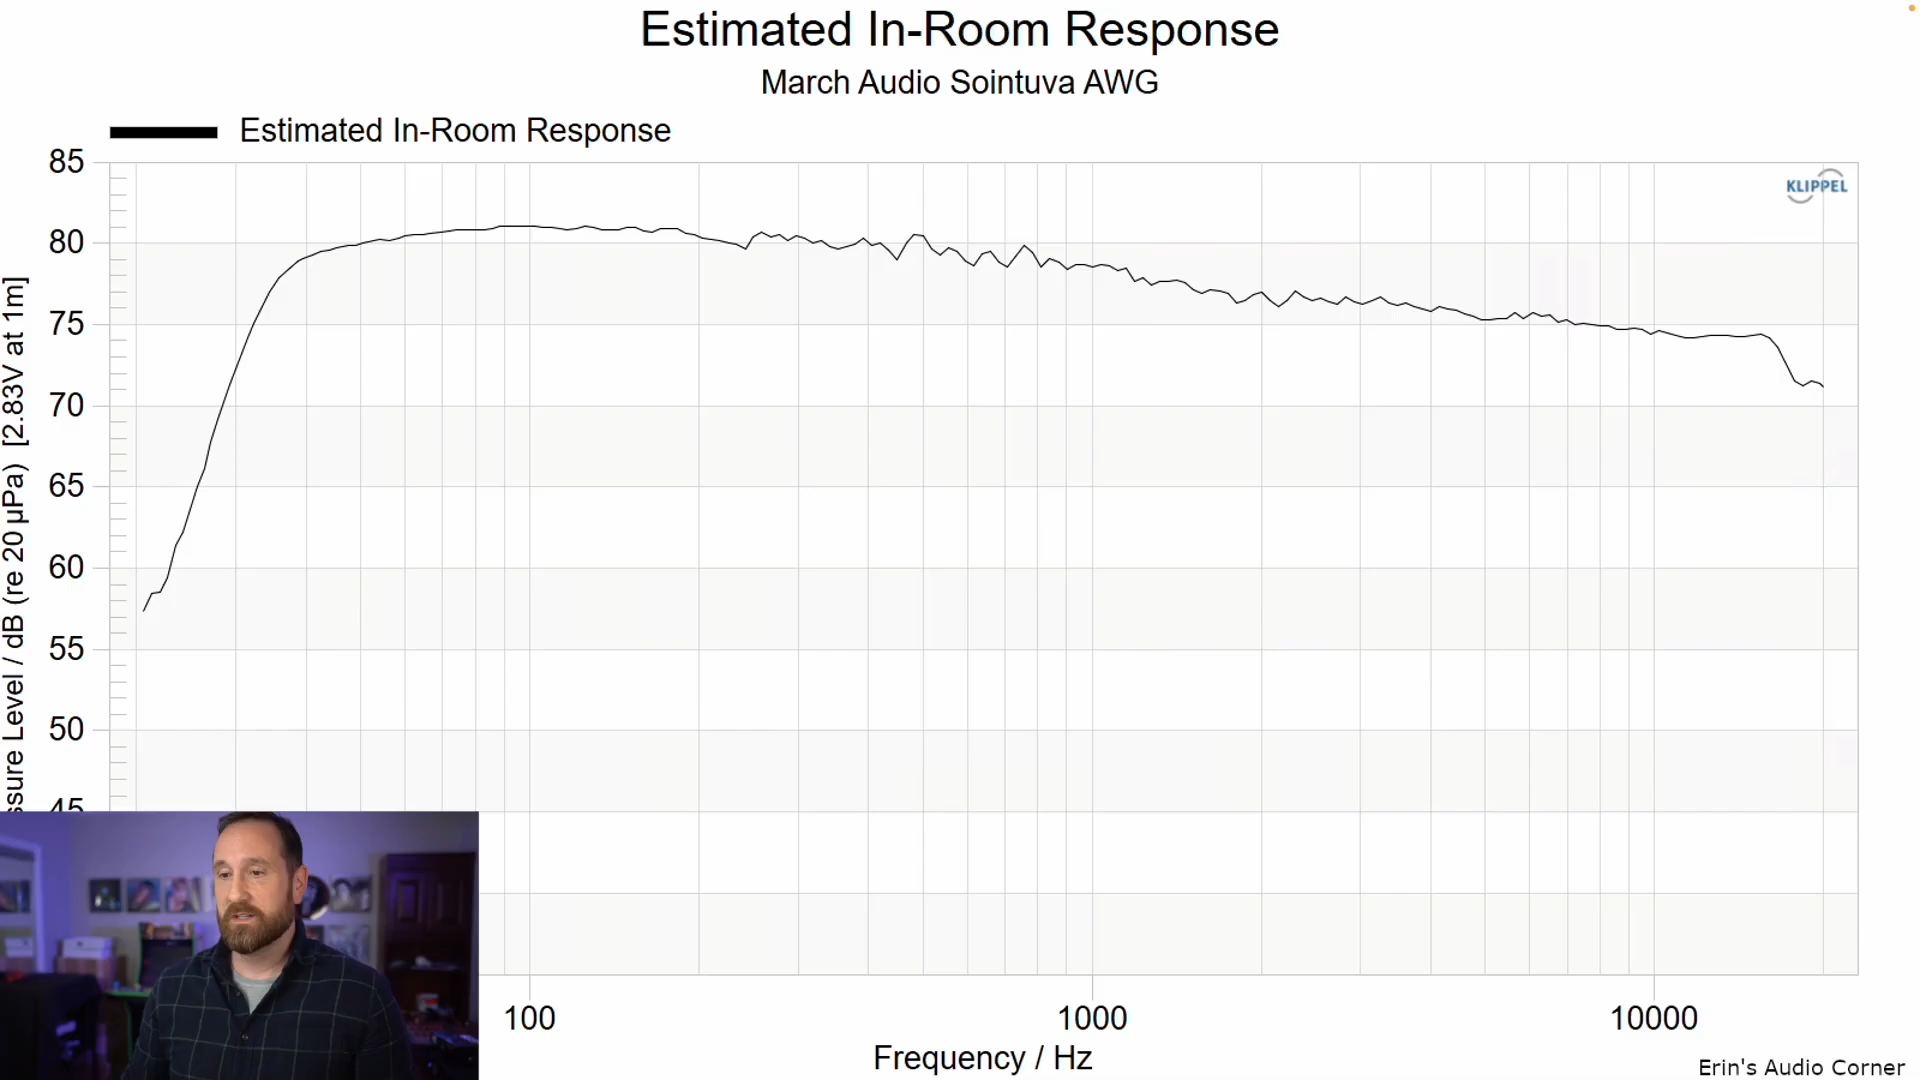 Estimated In-Room Response
March Audio Sointuva AWG
Estimated In-Room Response
KLIPPEL
85
80
75
70
65
60
55
50
45
ssure Level / dB (re 20 µPa) [2.83V at 1m]
100
1000
10000
Frequency / Hz
Erin's Audio Corner